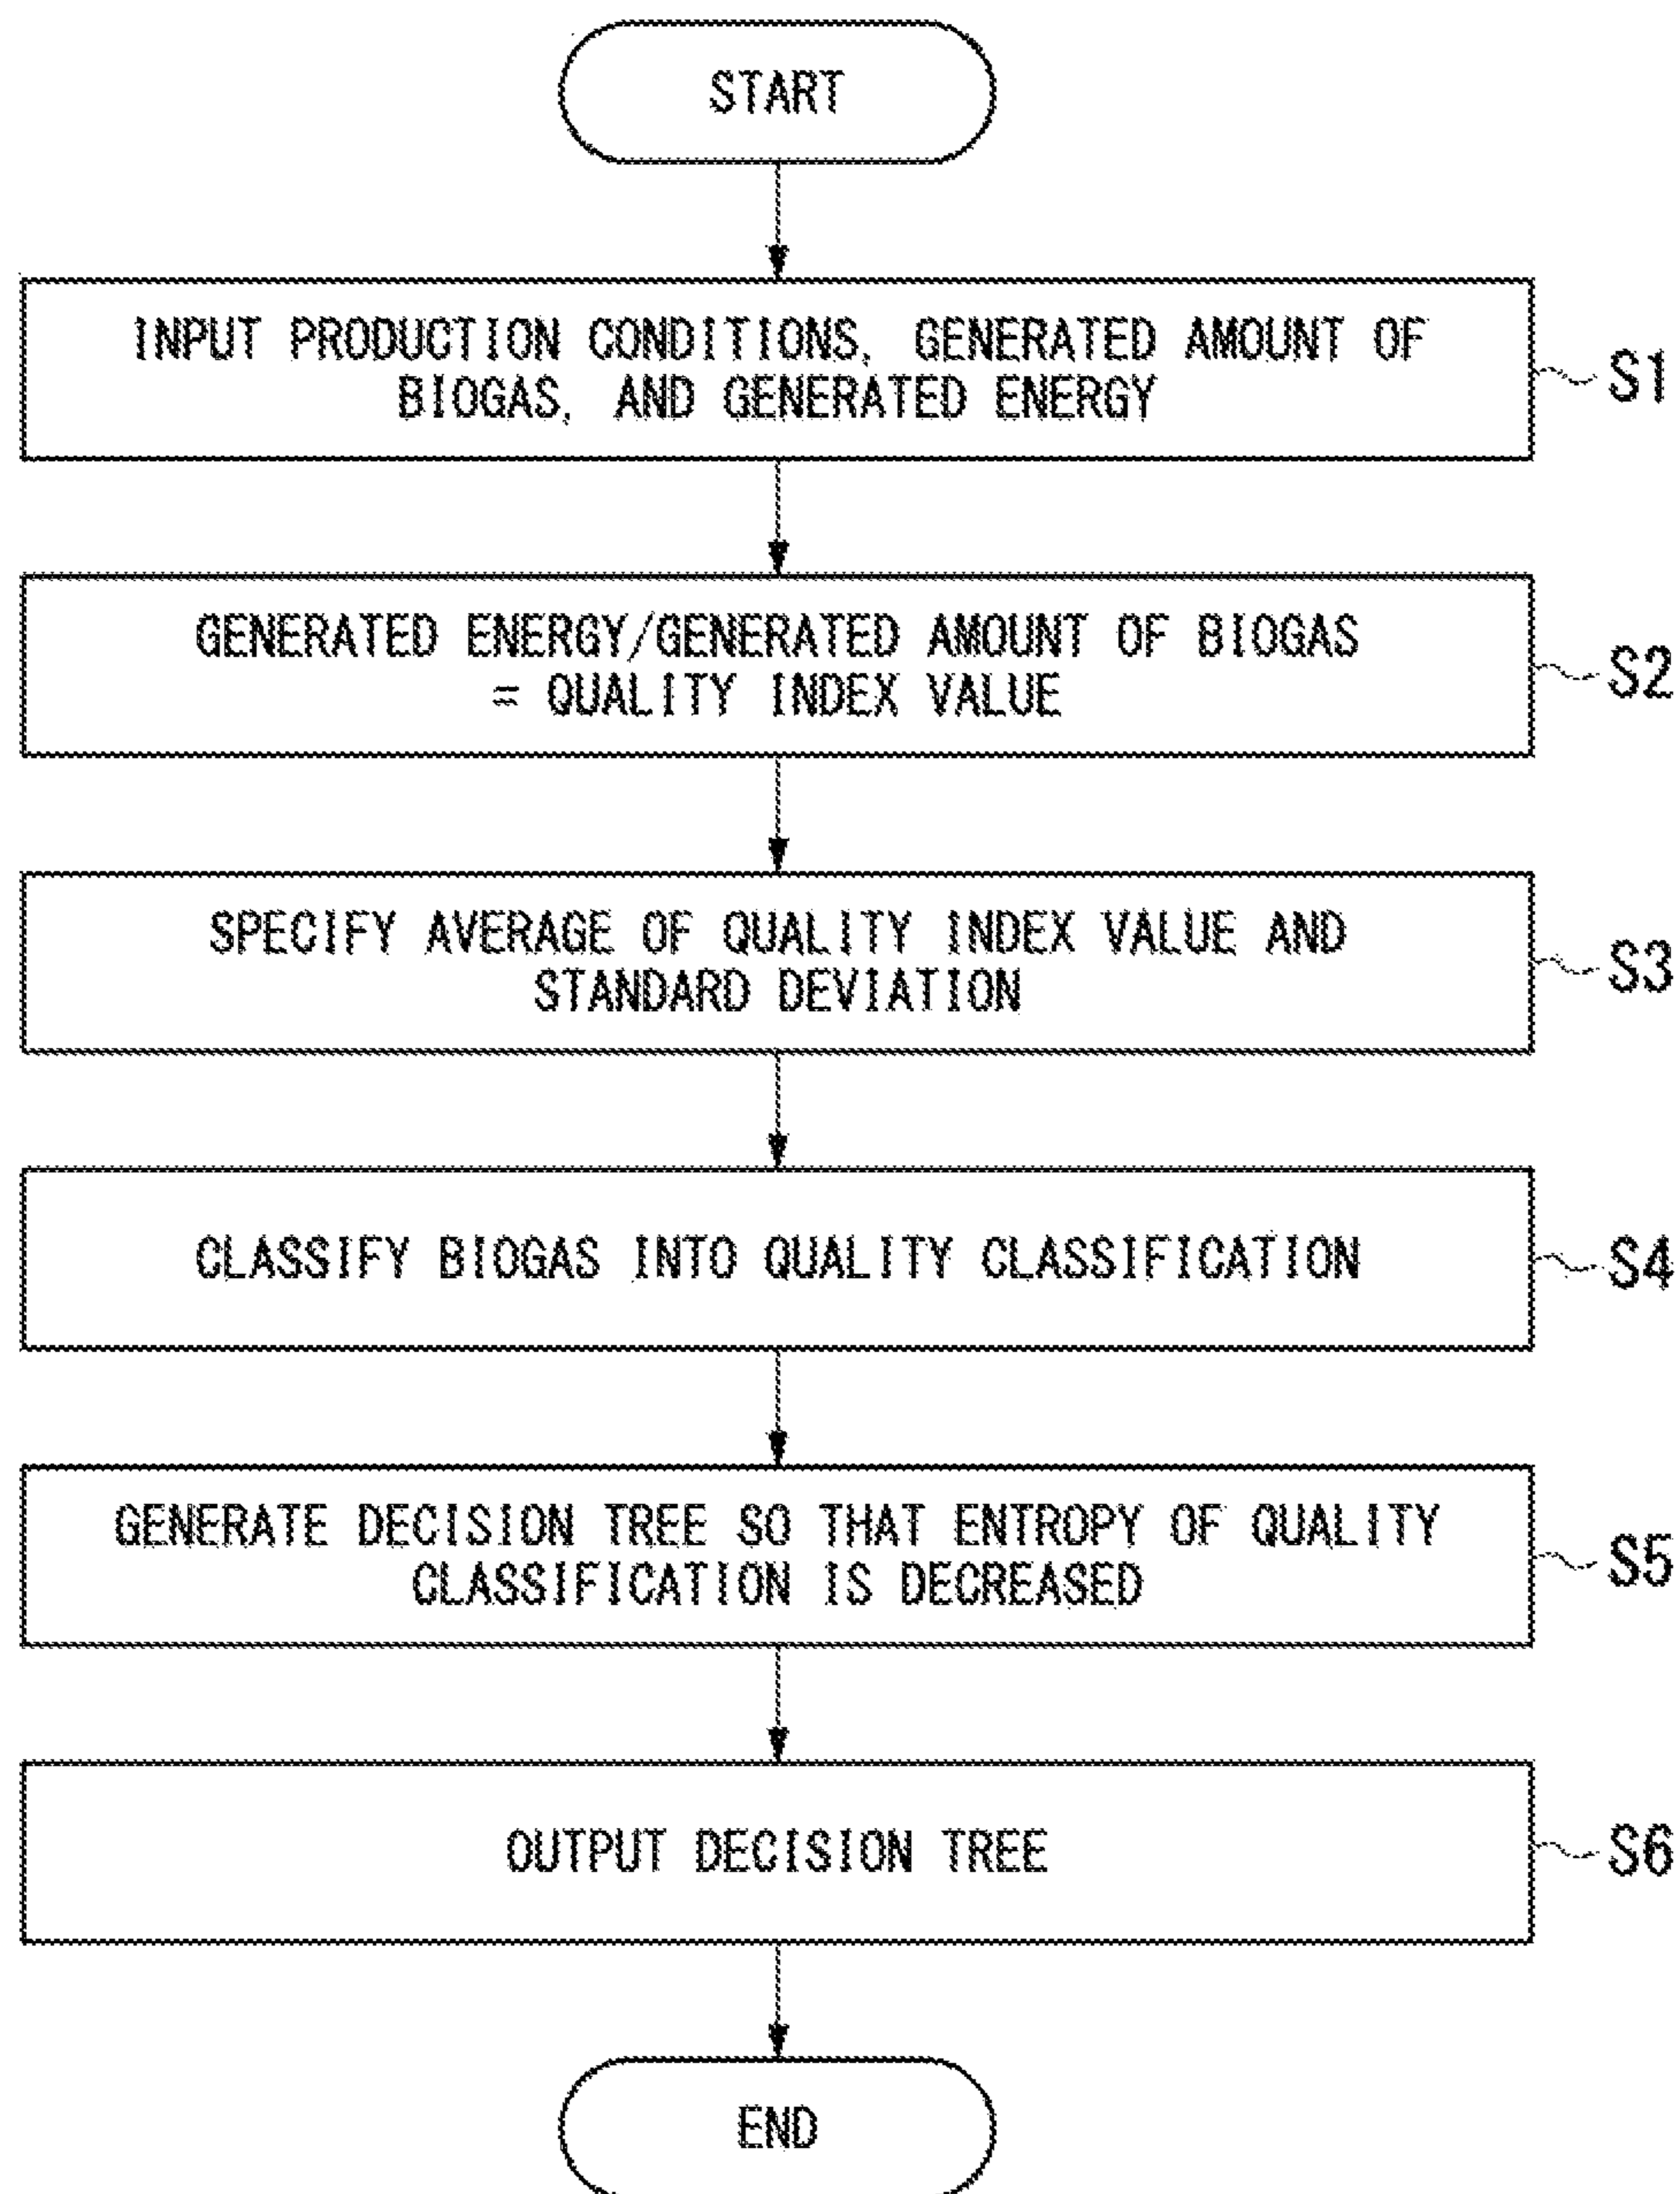 START
INPUT PRODUCTION CONDITIONS, GENERATED AMOUNT OF
BIOGAS, AND GENERATED ENERGY
S1
GENERATED ENERGY/GENERATED AMOUNT OF BIOGAS
= QUALITY INDEX VALUE
S2
SPECIFY AVERAGE OF QUALITY INDEX VALUE AND
STANDARD DEVIATION
S3
CLASSIFY BIOGAS INTO QUALITY CLASSIFICATION
S4
GENERATE DECISION TREE SO THAT ENTROPY OF QUALITY
CLASSIFICATION IS DECREASED
S5
OUTPUT DECISION TREE
S6
END